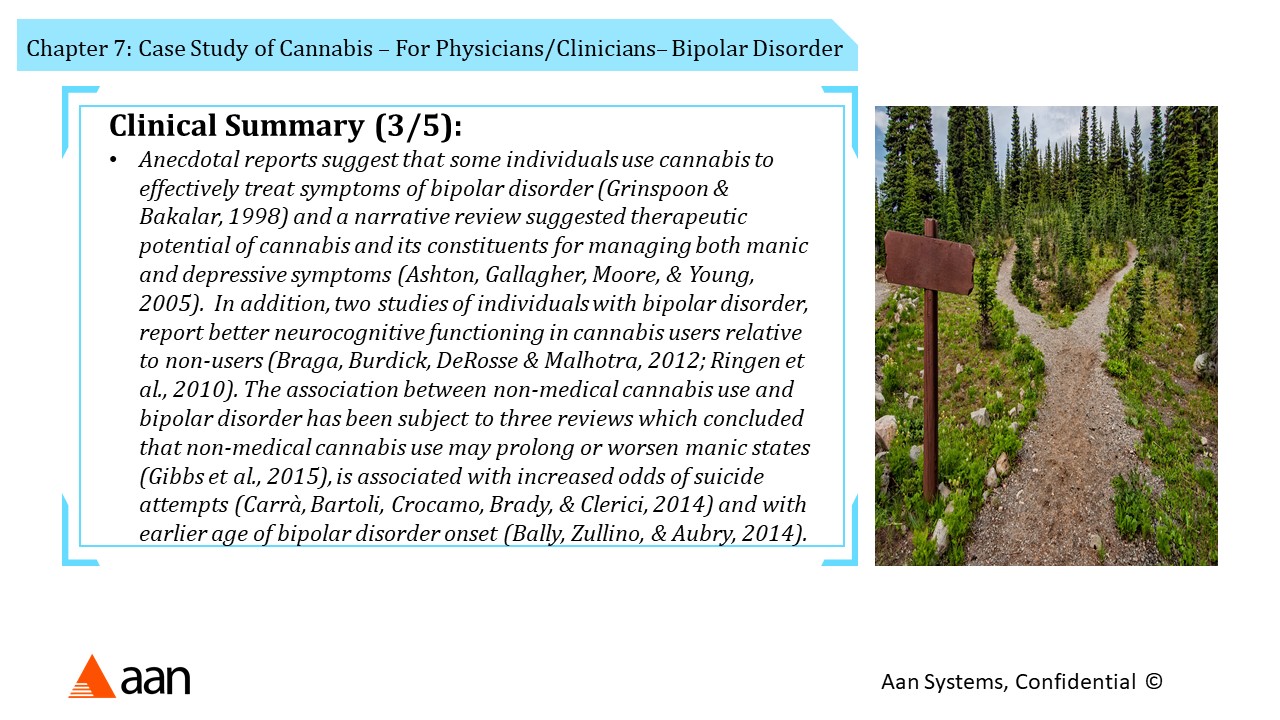 Chapter 7: Case Study of Cannabis – For Physicians/Clinicians– Bipolar Disorder
Clinical Summary (3/5):
• Anecdotal reports suggest that some individuals use cannabis to
effectively treat symptoms of bipolar disorder (Grinspoon &
Bakalar, 1998) and a narrative review suggested therapeutic
potential of cannabis and its constituents for managing both manic
and depressive symptoms (Ashton, Gallagher, Moore, & Young,
2005). In addition, two studies of individuals with bipolar disorder,
report better neurocognitive functioning in cannabis users relative
to non-users (Braga, Burdick, DeRosse & Malhotra, 2012; Ringen et
al., 2010). The association between non-medical cannabis use and
bipolar disorder has been subject to three reviews which concluded
that non-medical cannabis use may prolong or worsen manic states
(Gibbs et al., 2015), is associated with increased odds of suicide
attempts (Carrà, Bartoli, Crocamo, Brady, & Clerici, 2014) and with
earlier age of bipolar disorder onset (Bally, Zullino, & Aubry, 2014).
aan
Aan Systems, Confidential ©